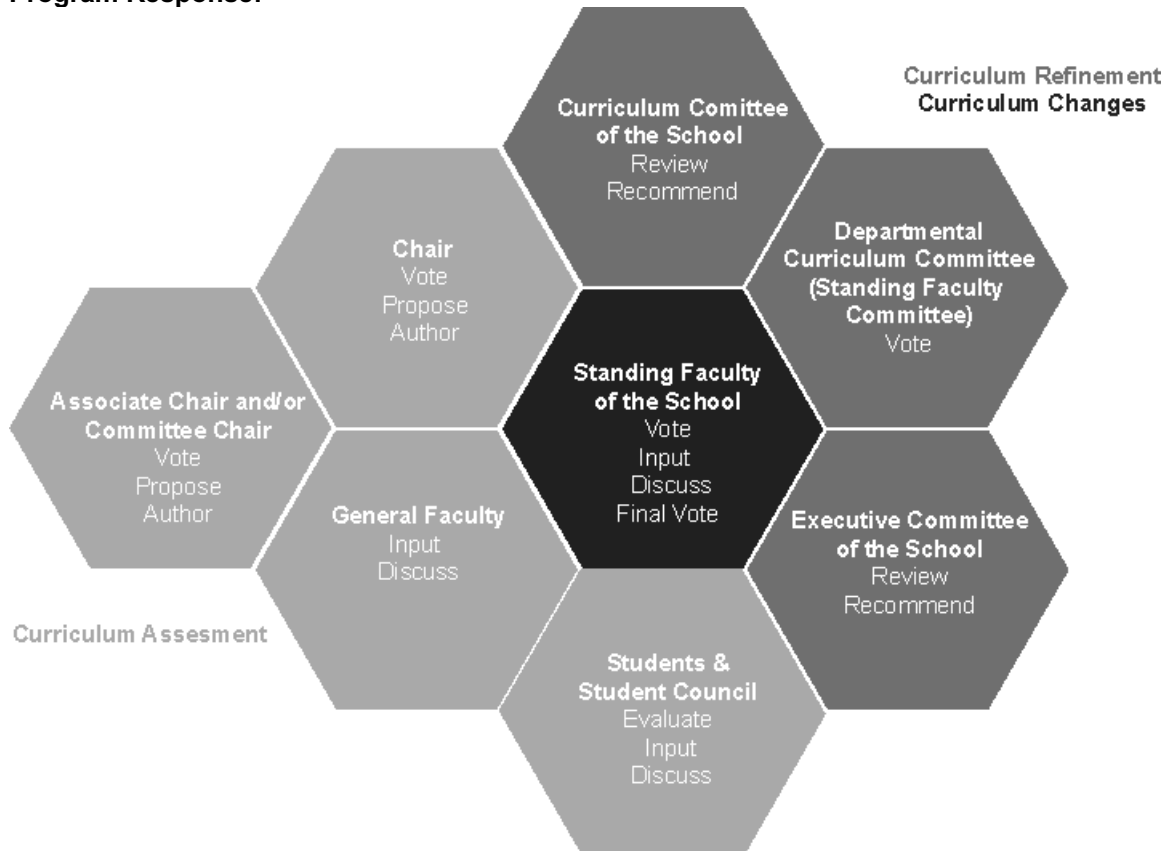 Program Response:
Curriculum Refinement
Curriculum Changes
Curriculum Comittee
of the School
Review
Recommend
Chair
Vote
Propose
Author
Departmental
Curriculum Committee
(Standing Faculty
Committee)
Vote
Associate Chair and/or
Committee Chair
Vote
Propose
Author
Standing Faculty
of the School
Vote
Input
Discuss
Final Vote
General Faculty
Input
Discuss
Executive Committee
of the School
Review
Recommend
Curriculum Assesment
Students &
Student Council
Evaluate
Input
Discuss